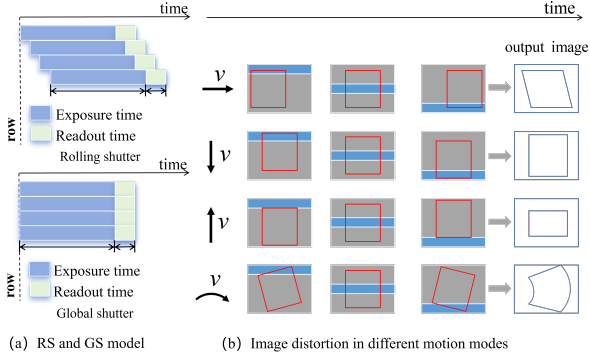 time
row
Exposure time
Readout time
Rolling shutter
time
row
Exposure time
Readout time
Global shutter
(a) RS and GS model
time
output image
v
v
v
v
(b) Image distortion in different motion modes